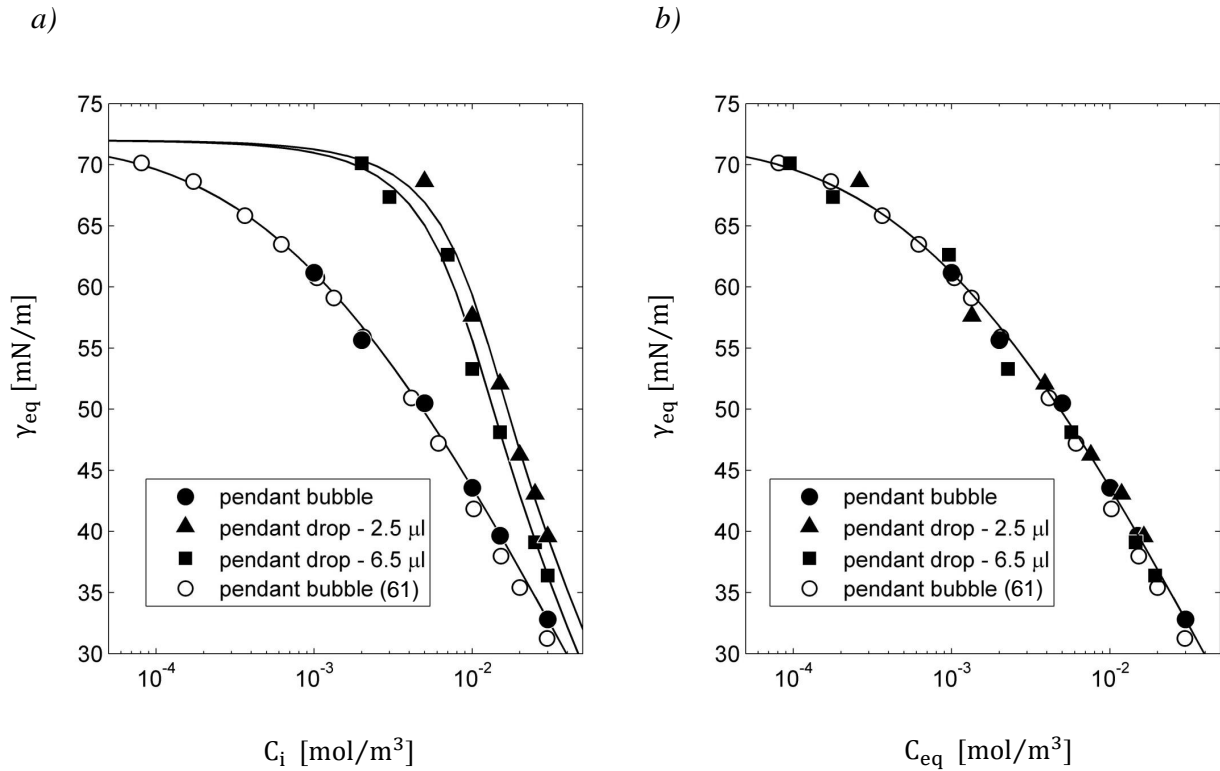 a)
75
70
65
60
55
50
45
40
35
30
γeq [mN/m]
pendant bubble
pendant drop - 2.5 µl
pendant drop - 6.5 µl
pendant bubble (61)
10⁻⁴
10⁻³
10⁻²
Cᵢ [mol/m³]
b)
75
70
65
60
55
50
45
40
35
30
γeq [mN/m]
pendant bubble
pendant drop - 2.5 µl
pendant drop - 6.5 µl
pendant bubble (61)
10⁻⁴
10⁻³
10⁻²
Ceq [mol/m³]